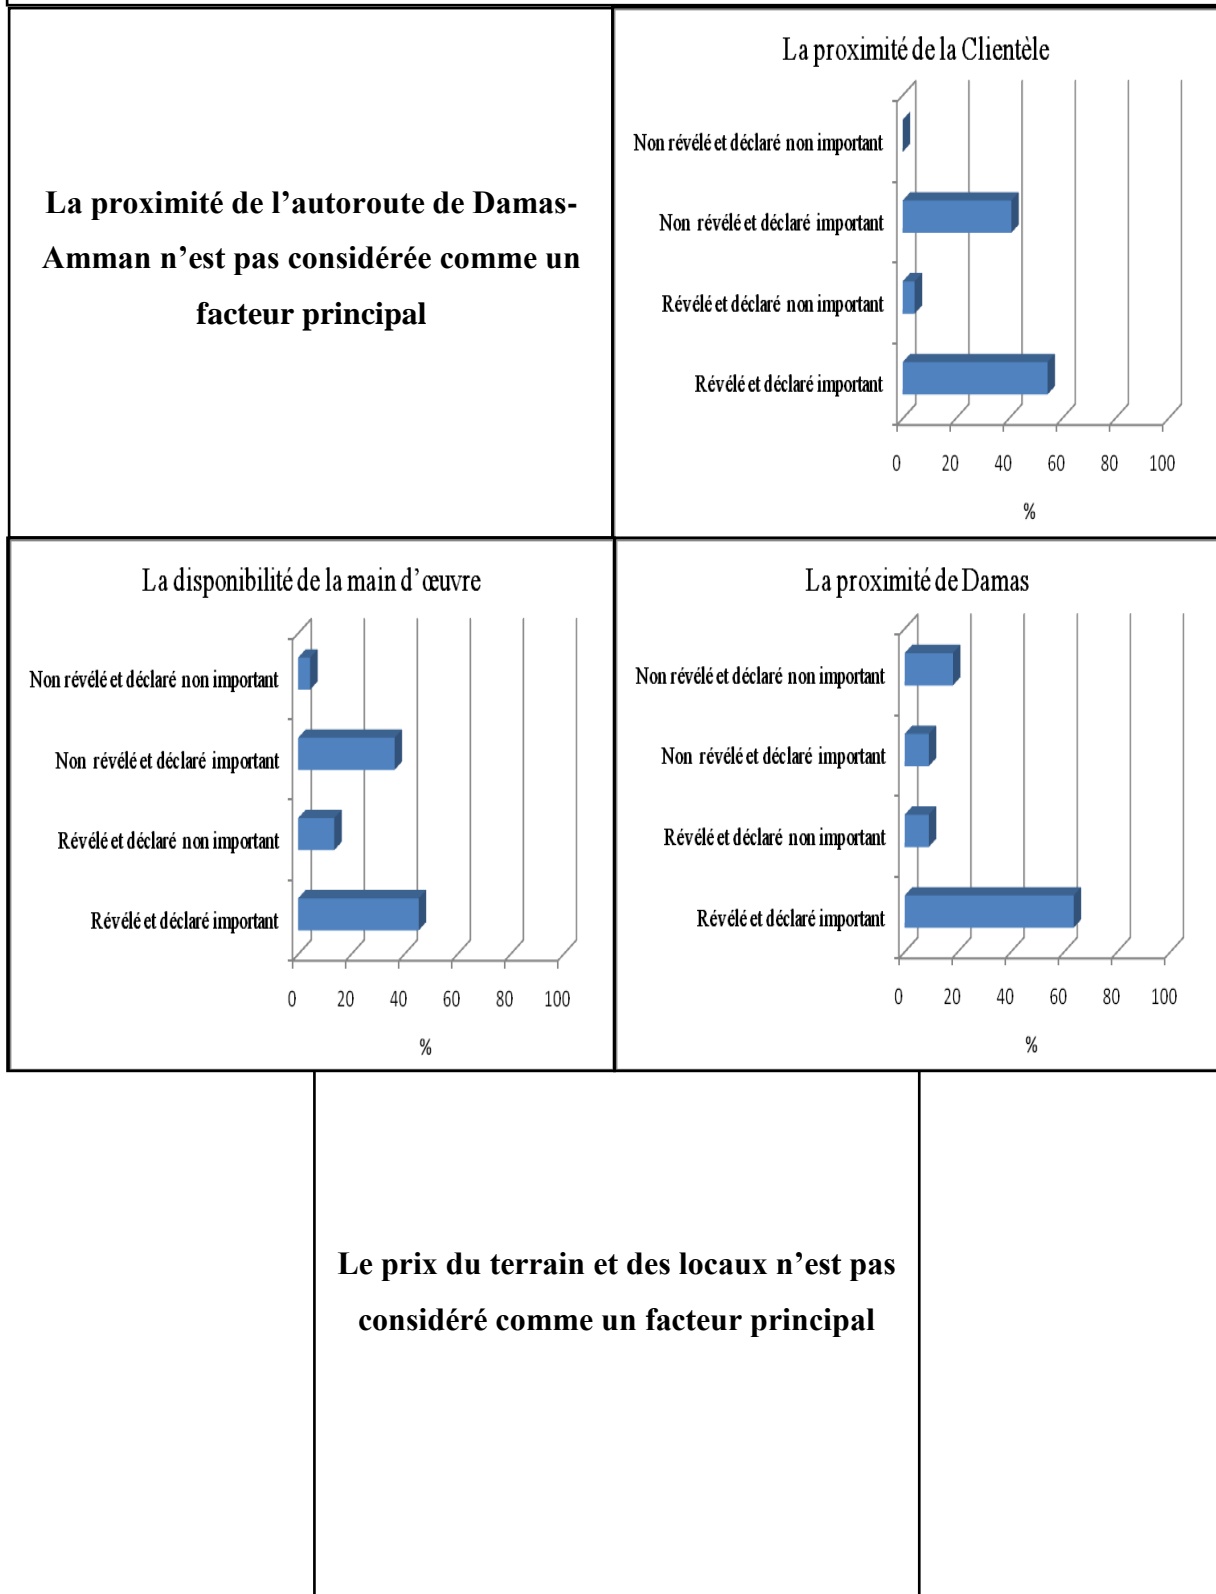 La proximité de l’autoroute de Damas-
Amman n’est pas considérée comme un
facteur principal
La proximité de la Clientèle
Non révélé et déclaré non important
Non révélé et déclaré important
Révélé et déclaré non important
Révélé et déclaré important
0 20 40 60 80 100
%
La disponibilité de la main d’œuvre
Non révélé et déclaré non important
Non révélé et déclaré important
Révélé et déclaré non important
Révélé et déclaré important
0 20 40 60 80 100
%
La proximité de Damas
Non révélé et déclaré non important
Non révélé et déclaré important
Révélé et déclaré non important
Révélé et déclaré important
0 20 40 60 80 100
%
Le prix du terrain et des locaux n’est pas
considéré comme un facteur principal